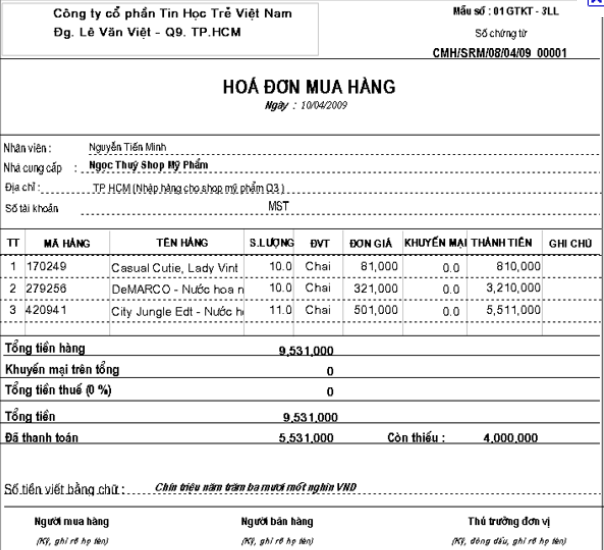 Công ty cổ phần Tin Học Trẻ Việt Nam
Đg. Lê Văn Việt - Q9. TP.HCM
Mẫu số : 01 GTKT - 3LL
Số chứng từ
CMH/SRM/08/04/09 00001
HOÁ ĐƠN MUA HÀNG
Ngày : 10/04/2009
Nhân viên : Nguyễn Tiến Minh
Nhà cung cấp : Ngọc Thuý Shop Mỹ Phẩm
Địa chỉ : TP HCM (Nhập hàng cho shop mỹ phẩm Q3 )
Số tài khoản MST
TT MÃ HÀNG TÊN HÀNG S.LƯỢNG ĐVT ĐƠN GIÁ KHUYẾN MẠI THÀNH TIỀN GHI CHÚ
1 170249 Casual Cutie, Lady Vint 10.0 Chai 81,000 0.0 810,000
2 279256 DeMARCO - Nước hoa n 10.0 Chai 321,000 0.0 3,210,000
3 420941 City Jungle Edt - Nước h 11.0 Chai 501,000 0.0 5,511,000
Tổng tiền hàng 9,531,000
Khuyến mại trên tổng 0
Tổng tiền thuế (0 %) 0
Tổng tiền 9,531,000
Đã thanh toán 5,531,000 Còn thiếu : 4,000,000
Số tiền viết bằng chữ : Chín triệu năm trăm ba mươi mốt nghìn VND
Người mua hàng Người bán hàng Thủ trưởng đơn vị
(Ký, ghi rõ họ tên) (Ký, ghi rõ họ tên) (Ký, đóng dấu, ghi rõ họ tên)